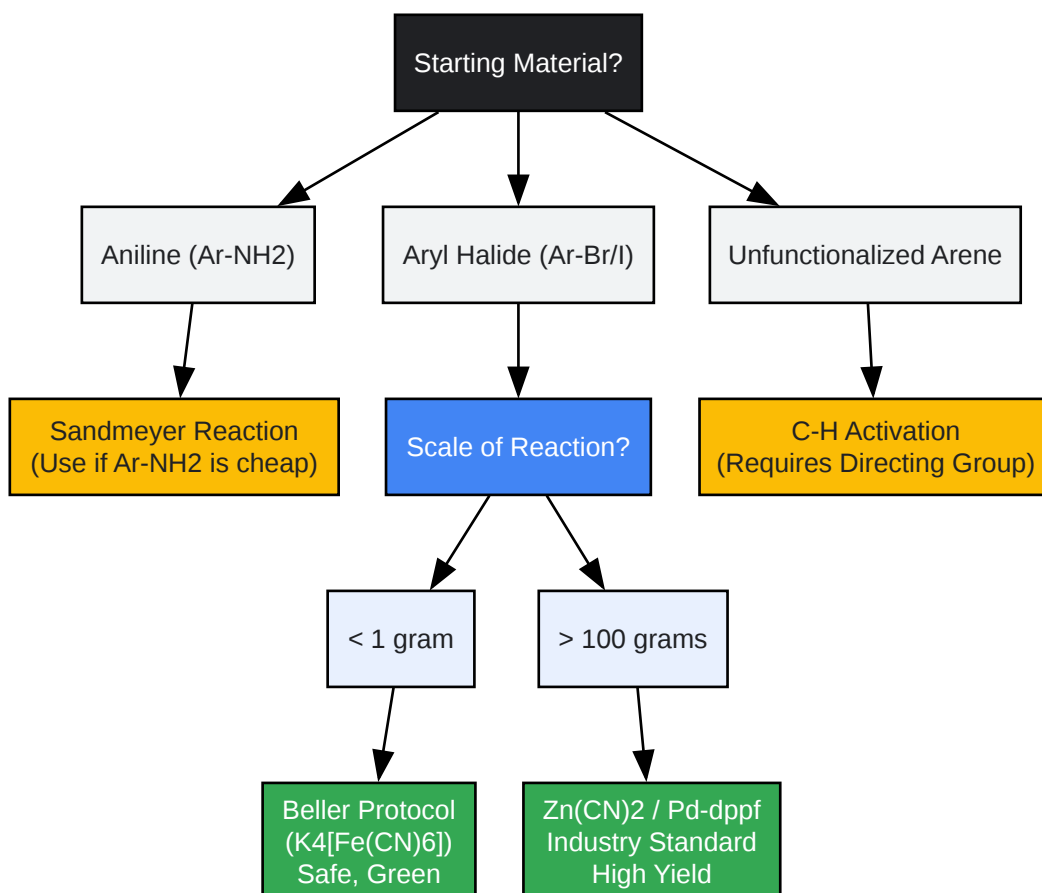 Starting Material?
Aniline (Ar-NH2)
Aryl Halide (Ar-Br/I)
Unfunctionalized Arene
Sandmeyer Reaction
(Use if Ar-NH2 is cheap)
Scale of Reaction?
C-H Activation
(Requires Directing Group)
< 1 gram
> 100 grams
Beller Protocol
(K4[Fe(CN)6])
Safe, Green
Zn(CN)2 / Pd-dppf
Industry Standard
High Yield